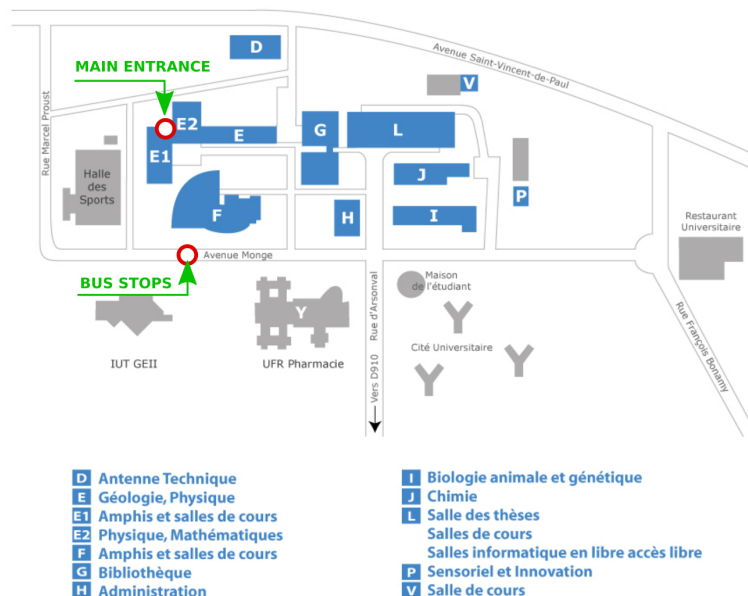 D
Avenue Saint-Vincent-de-Paul
MAIN ENTRANCE
V
Rue Marcel Proust
E2
E
G
L
E1
Halle
des
Sports
J
P
F
H
I
Restaurant
Universitaire
Avenue Monge
BUS STOPS
Maison
de l'étudiant
Y
Rue d'Arsonval
Cité Universitaire
Rue François Bonamy
IUT GEII
UFR Pharmacie
Vers D910
D Antenne Technique
E Géologie, Physique
E1 Amphis et salles de cours
E2 Physique, Mathématiques
F Amphis et salles de cours
G Bibliothèque
H Administration
I Biologie animale et génétique
J Chimie
L Salle des thèses
Salles de cours
Salles informatique en libre accès libre
P Sensoriel et Innovation
V Salle de cours